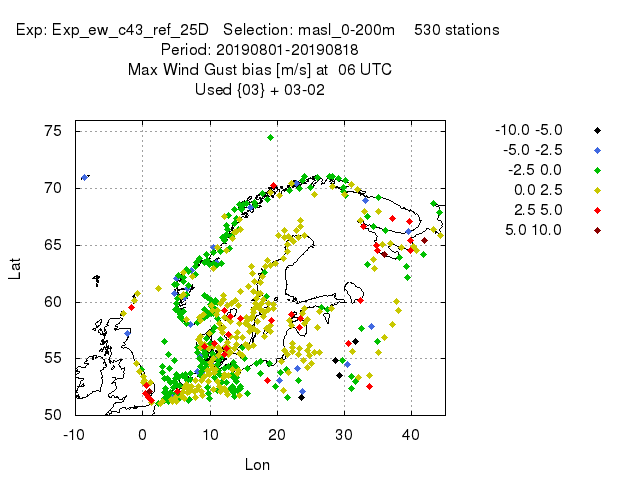 Exp: Exp_ew_c43_ref_25D Selection: masl_0-200m 530 stations
Period: 20190801-20190818
Max Wind Gust bias [m/s] at 06 UTC
Used {03} + 03-02
-10.0 -5.0
-5.0 -2.5
-2.5 0.0
0.0 2.5
2.5 5.0
5.0 10.0
75
70
65
60
55
50
Lat
-10 0 10 20 30 40
Lon